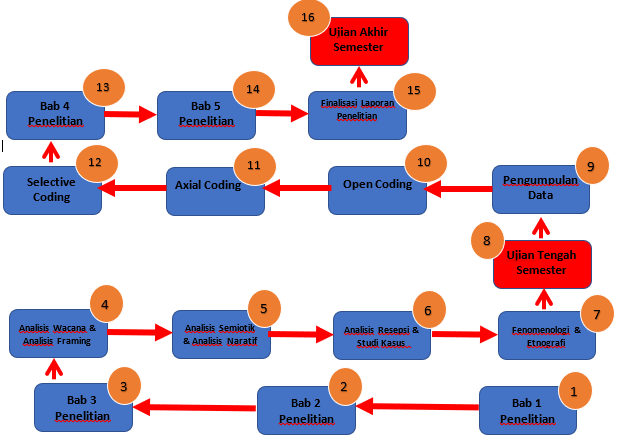 16
Ujian Akhir
Semester
13
14
15
Bab 4
Penelitian
Bab 5
Penelitian
Finalisasi Laporan
Penelitian
12
11
10
9
Selective
Coding
Axial Coding
Open Coding
Pengumpulan
Data
8
Ujian Tengah
Semester
4
5
6
7
Analisis Wacana &
Analisis Framing
Analisis Semiotik
& Analisis Naratif
Analisis Resepsi &
Studi Kasus
Fenomenologi &
Etnografi
3
2
1
Bab 3
Penelitian
Bab 2
Penelitian
Bab 1
Penelitian